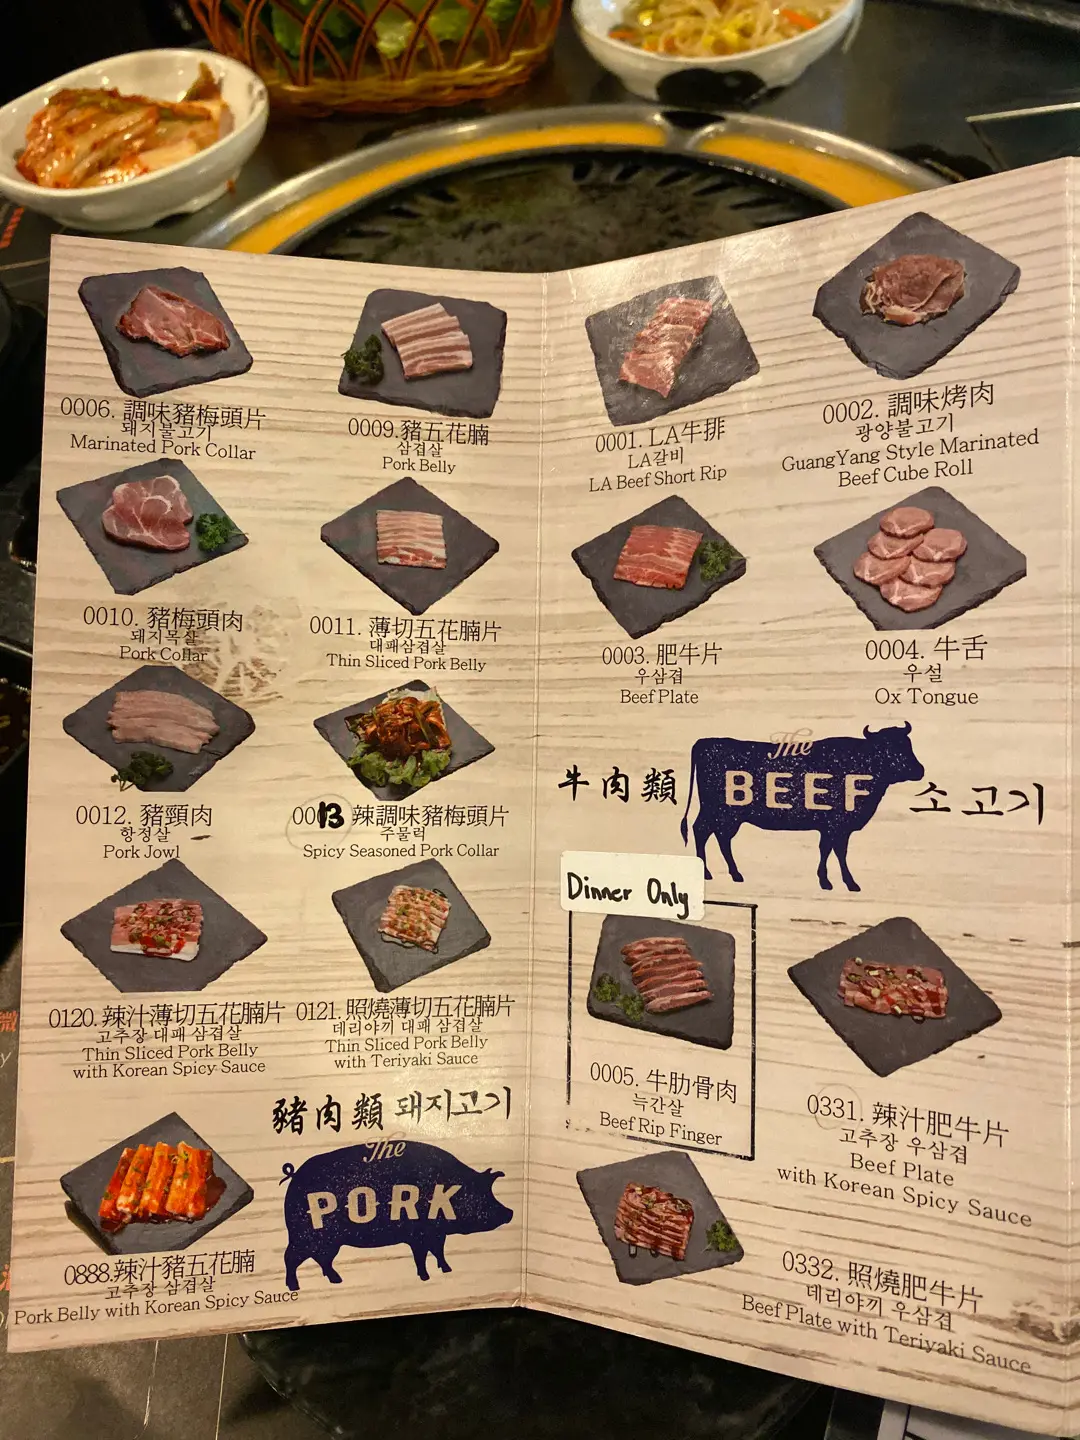 0006. 調味豬梅頭片
돼지불고기
Marinated Pork Collar
0009.豬五花腩
삼겹살
Pork Belly
0010. 豬梅頭肉
돼지목살
Pork Collar
0011. 薄切五花腩片
대패삼겹살
Thin Sliced Pork Belly
0012. 豬頸肉
항정살
Pork Jowl
0013 辣調味豬梅頭片
주물럭
Spicy Seasoned Pork Collar
0120. 辣汁薄切五花腩片
고추장 대패 삼겹살
Thin Sliced Pork Belly
with Korean Spicy Sauce
0121. 照燒薄切五花腩片
데리야끼 대패 삼겹살
Thin Sliced Pork Belly
with Teriyaki Sauce
豬肉類 돼지고기
The
PORK
0888.辣汁豬五花腩
고추장 삼겹살
Pork Belly with Korean Spicy Sauce
0001. LA牛排
LA갈비
LA Beef Short Rip
0002. 調味烤肉
광양불고기
GuangYang Style Marinated
Beef Cube Roll
0003. 肥牛片
우삼겹
Beef Plate
0004. 牛舌
우설
Ox Tongue
牛肉類
The
BEEF
소고기
Dinner Only
0005. 牛肋骨肉
늑간살
Beef Rip Finger
0331. 辣汁肥牛片
고추장 우삼겹
Beef Plate
with Korean Spicy Sauce
0332. 照燒肥牛片
데리야끼 우삼겹
Beef Plate with Teriyaki Sauce